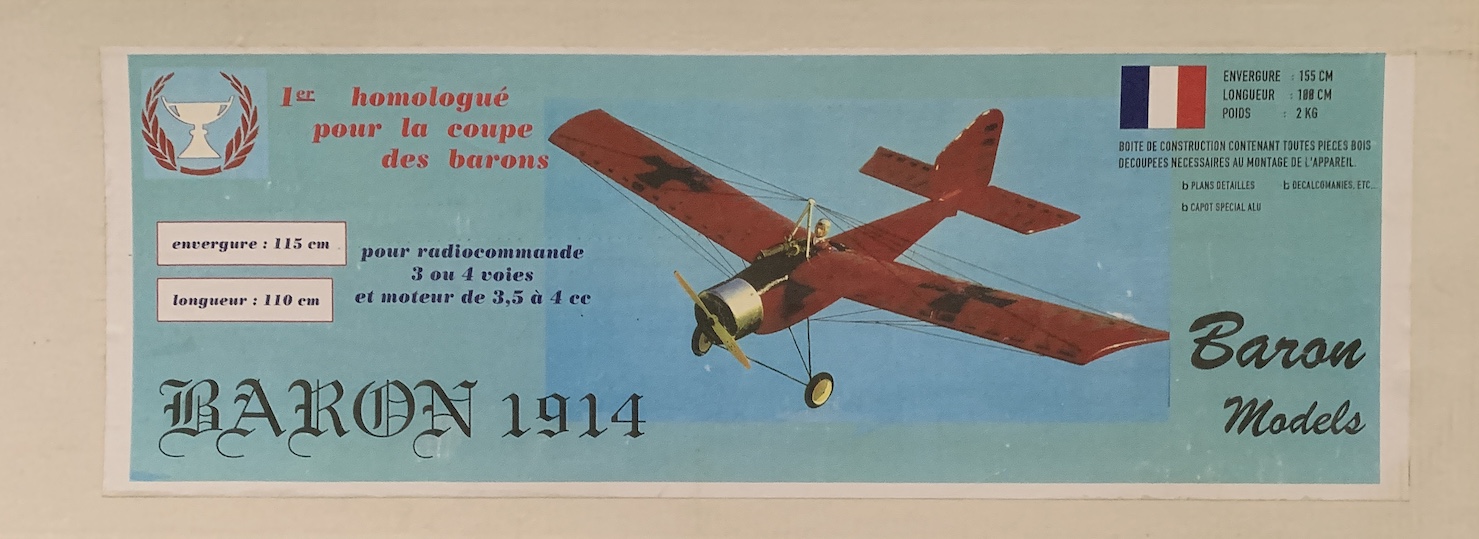 1er homologué
pour la coupe
des barons
ENVERGURE : 155 CM
LONGUEUR : 100 CM
POIDS : 2 KG
BOITE DE CONSTRUCTION CONTENANT TOUTES PIECES BOIS
DECOUPEES NECESSAIRES AU MONTAGE DE L'APPAREIL.
b PLANS DETAILLES b DECALCOMANIES, ETC...
b CAPOT SPECIAL ALU
envergure : 115 cm
longueur : 110 cm
pour radiocommande
3 ou 4 voies
et moteur de 3,5 à 4 cc
BARON 1914
Baron
Models